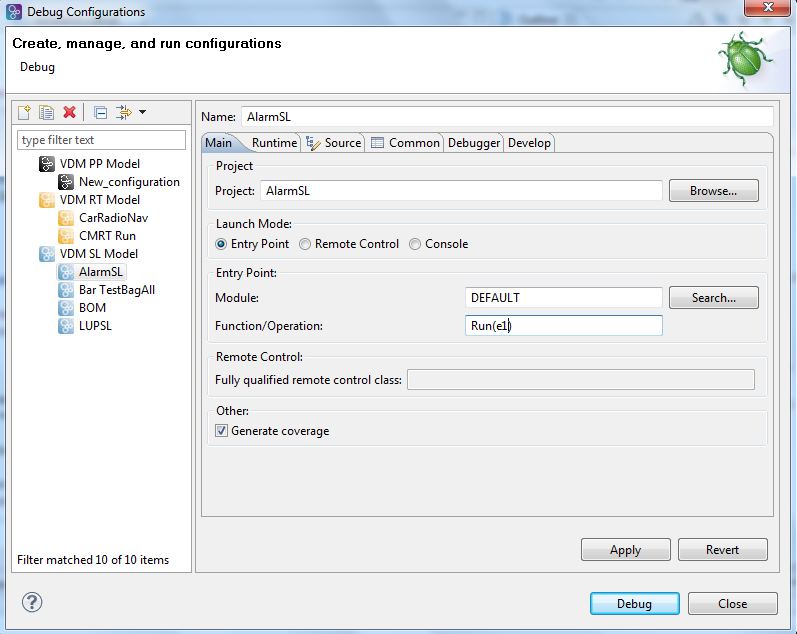 Debug Configurations
Create, manage, and run configurations
Debug
type filter text
VDM PP Model
New_configuration
VDM RT Model
CarRadioNav
CMRT Run
VDM SL Model
AlarmSL
Bar TestBagAll
BOM
LUPSL
Filter matched 10 of 10 items
Name: AlarmSL
Main Runtime Source Common Debugger Develop
Project
Project: AlarmSL Browse...
Launch Mode:
Entry Point Remote Control Console
Entry Point:
Module: DEFAULT Search...
Function/Operation: Run(e1)
Remote Control:
Fully qualified remote control class:
Other:
Generate coverage
Apply Revert
? Debug Close